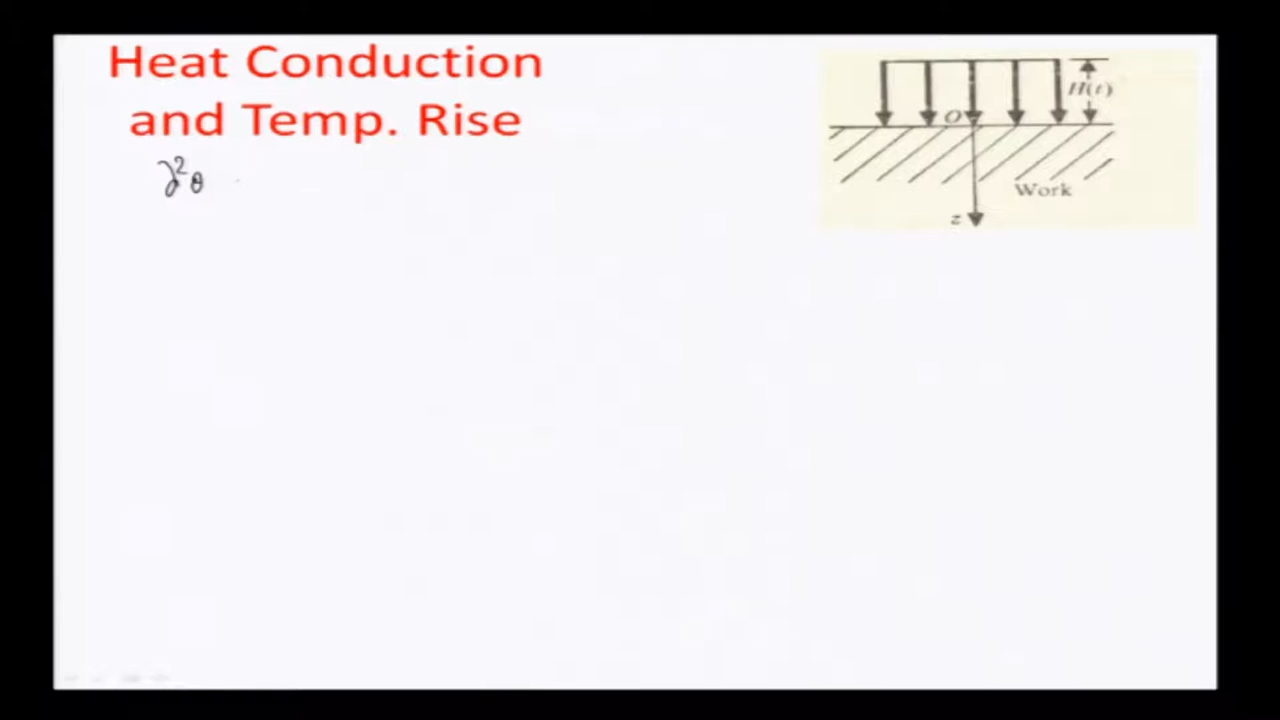 Heat Conduction
and Temp. Rise
∂²θ
H(t)
O
Work
z